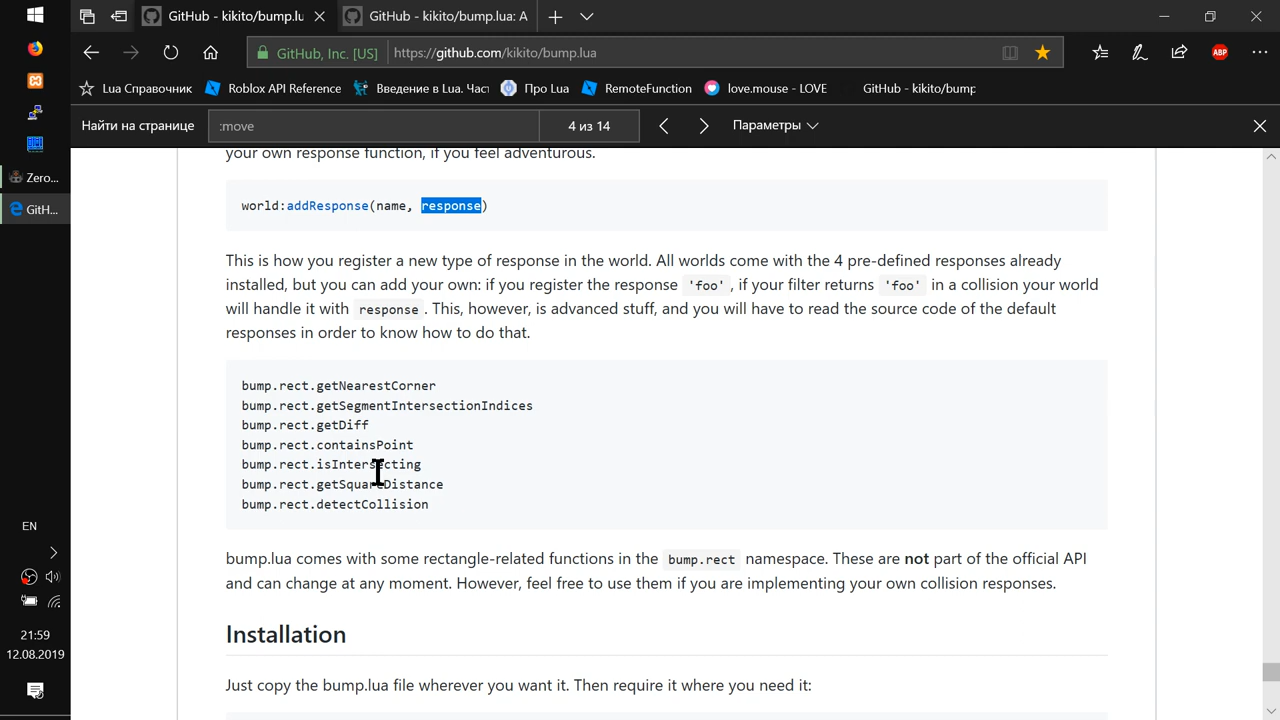 GitHub - kikito/bump.lu
GitHub - kikito/bump.lua: A
GitHub, Inc. [US]
https://github.com/kikito/bump.lua
ABP
Lua Справочник
Roblox API Reference
Введение в Lua. Част
Про Lua
RemoteFunction
love.mouse - LOVE
GitHub - kikito/bump
Найти на странице
:move
4 из 14
Параметры
your own response function, if you feel adventurous.
world:addResponse(name, response)
This is how you register a new type of response in the world. All worlds come with the 4 pre-defined responses already
installed, but you can add your own: if you register the response 'foo', if your filter returns 'foo' in a collision your world
will handle it with response. This, however, is advanced stuff, and you will have to read the source code of the default
responses in order to know how to do that.
bump.rect.getNearestCorner
bump.rect.getSegmentIntersectionIndices
bump.rect.getDiff
bump.rect.containsPoint
bump.rect.isIntersecting
bump.rect.getSquareDistance
bump.rect.detectCollision
bump.lua comes with some rectangle-related functions in the bump.rect namespace. These are not part of the official API
and can change at any moment. However, feel free to use them if you are implementing your own collision responses.
Installation
Just copy the bump.lua file wherever you want it. Then require it where you need it:
Zero...
GitH...
EN
21:59
12.08.2019